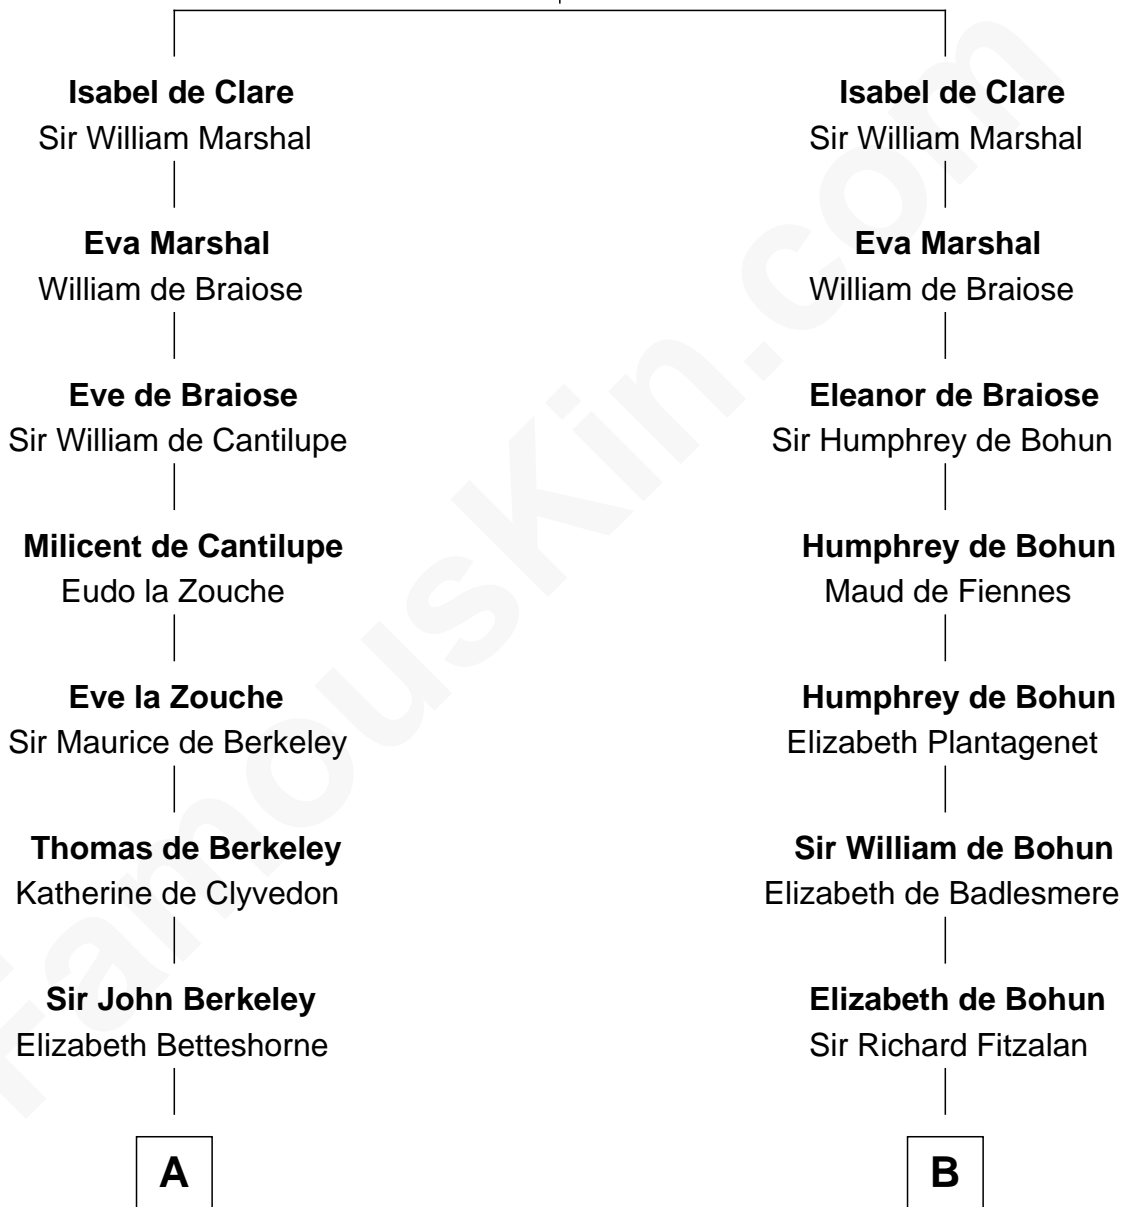 Isabel de Clare
Sir William Marshal
Eva Marshal
William de Braiose
Eve de Braiose
Sir William de Cantilupe
Milicent de Cantilupe
Eudo la Zouche
Eve la Zouche
Sir Maurice de Berkeley
Thomas de Berkeley
Katherine de Clyvedon
Sir John Berkeley
Elizabeth Betteshorne
A
Isabel de Clare
Sir William Marshal
Eva Marshal
William de Braiose
Eleanor de Braiose
Sir Humphrey de Bohun
Humphrey de Bohun
Maud de Fiennes
Humphrey de Bohun
Elizabeth Plantagenet
Sir William de Bohun
Elizabeth de Badlesmere
Elizabeth de Bohun
Sir Richard Fitzalan
B
FamousKin.com